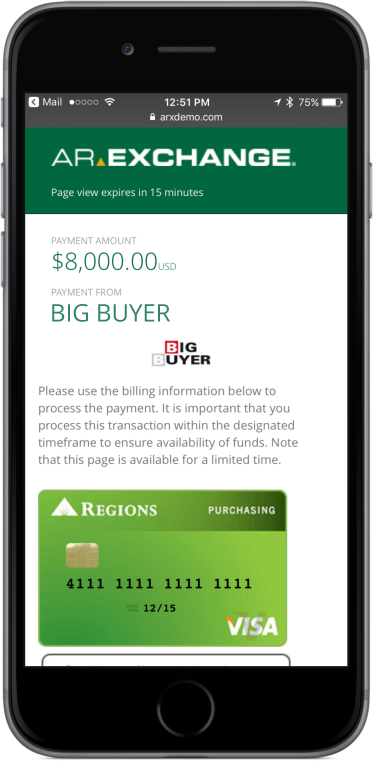 Mail 12:51 PM 75%
arxdemo.com
AR EXCHANGE®
Page view expires in 15 minutes
PAYMENT AMOUNT
$8,000.00 USD
PAYMENT FROM
BIG BUYER
BIG
BUYER
Please use the billing information below to
process the payment. It is important that you
process this transaction within the designated
timeframe to ensure availability of funds. Note
that this page is available for a limited time.
REGIONS PURCHASING
4111 1111 1111 1111
12/15
VISA